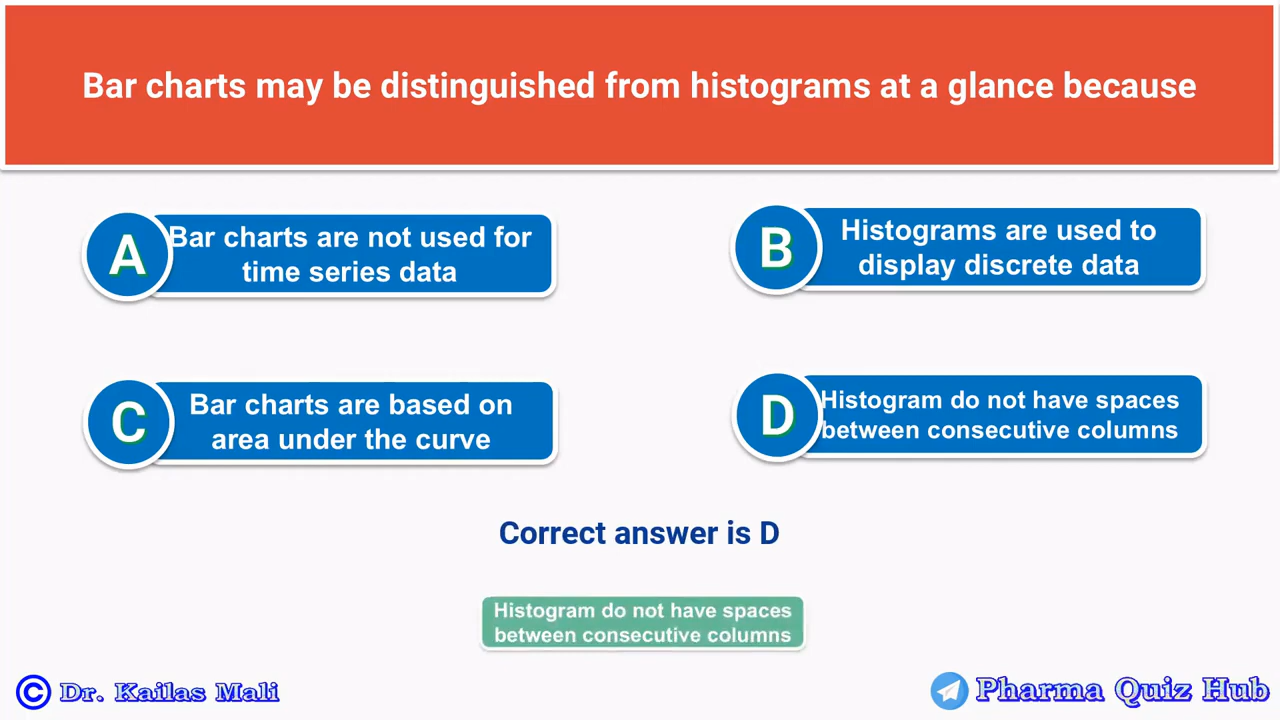 Bar charts may be distinguished from histograms at a glance because
A
Bar charts are not used for
time series data
B
Histograms are used to
display discrete data
C
Bar charts are based on
area under the curve
D
Histogram do not have spaces
between consecutive columns
Correct answer is D
Histogram do not have spaces
between consecutive columns
© Dr. Kailas Mali
Pharma Quiz Hub